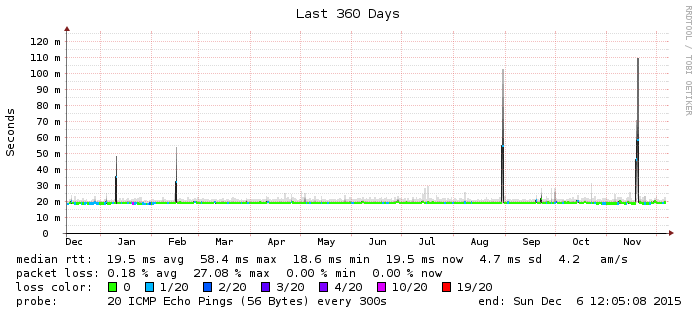 Last 360 Days
RRDTOOL / TOBI OETIKER
Seconds
120 m
110 m
100 m
90 m
80 m
70 m
60 m
50 m
40 m
30 m
20 m
10 m
0
Dec Jan Feb Mar Apr May Jun Jul Aug Sep Oct Nov
median rtt: 19.5 ms avg 58.4 ms max 18.6 ms min 19.5 ms now 4.7 ms sd 4.2 am/s
packet loss: 0.18 % avg 27.08 % max 0.00 % min 0.00 % now
loss color: 0 1/20 2/20 3/20 4/20 10/20 19/20
probe: 20 ICMP Echo Pings (56 Bytes) every 300s end: Sun Dec 6 12:05:08 2015